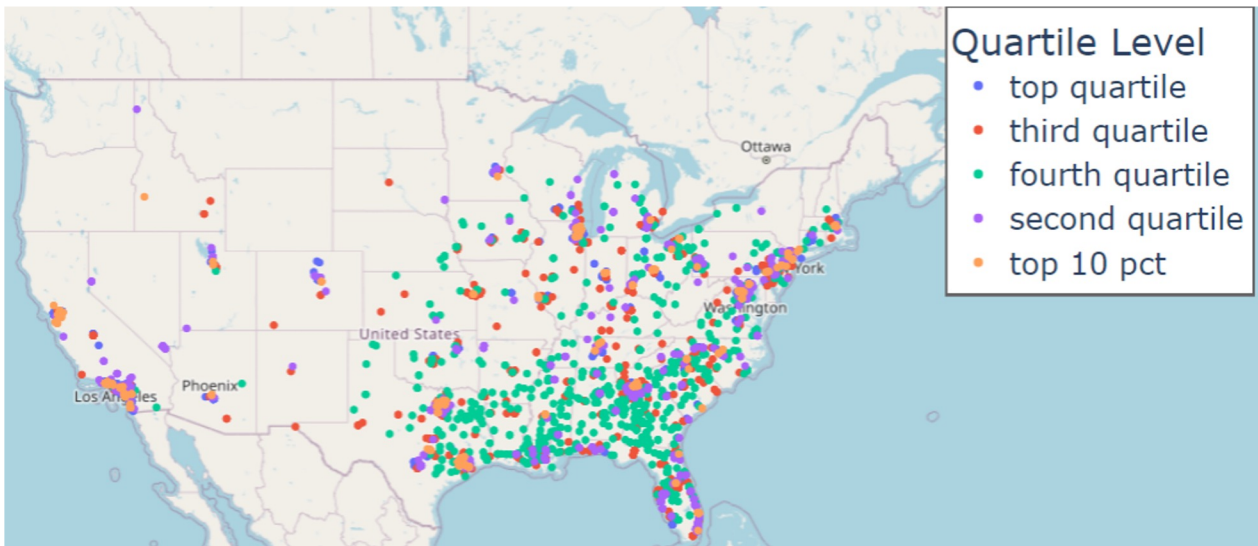 Quartile Level
top quartile
third quartile
fourth quartile
second quartile
top 10 pct
Ottawa
York
Washington
United States
Phoenix
Los Angeles